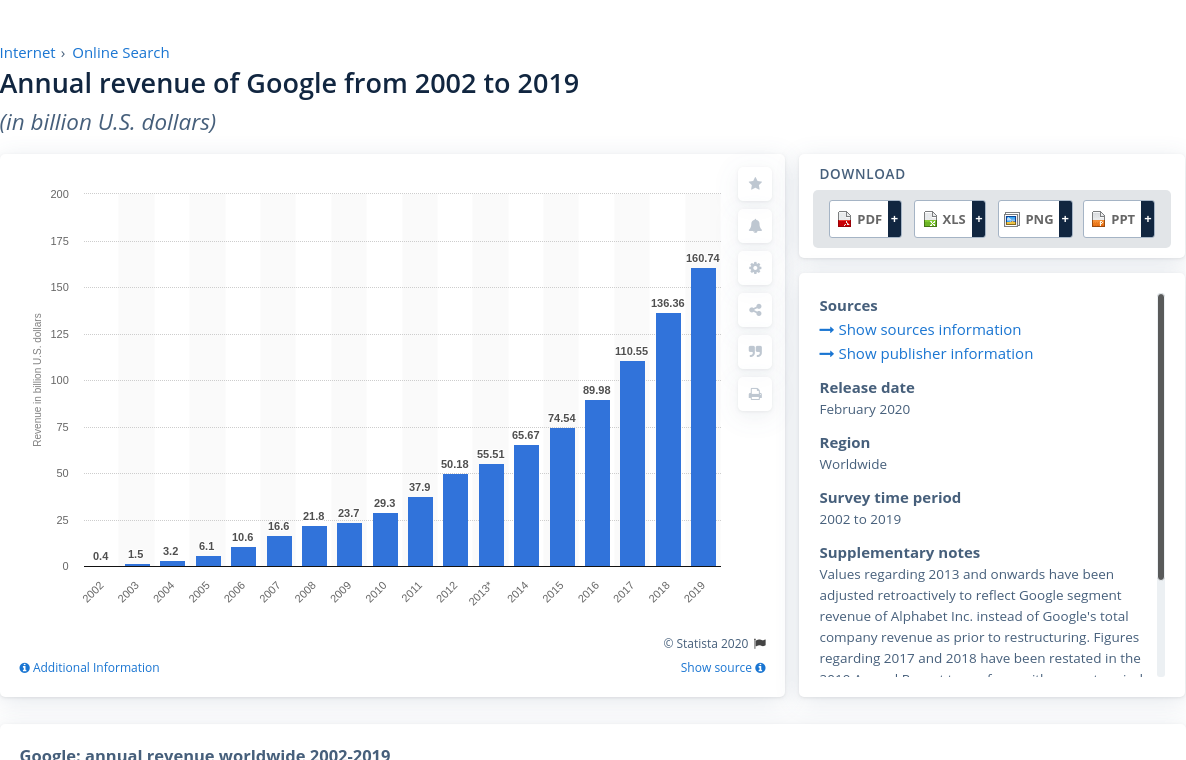 Internet › Online Search
Annual revenue of Google from 2002 to 2019
(in billion U.S. dollars)
200
175
150
125
100
75
50
25
0
Revenue in billion U.S. dollars
0.4
1.5
3.2
6.1
10.6
16.6
21.8
23.7
29.3
37.9
50.18
55.51
65.67
74.54
89.98
110.55
136.36
160.74
2002
2003
2004
2005
2006
2007
2008
2009
2010
2011
2012
2013*
2014
2015
2016
2017
2018
2019
© Statista 2020
Additional Information
Show source
DOWNLOAD
PDF + XLS + PNG + PPT +
Sources
Show sources information
Show publisher information
Release date
February 2020
Region
Worldwide
Survey time period
2002 to 2019
Supplementary notes
Values regarding 2013 and onwards have been
adjusted retroactively to reflect Google segment
revenue of Alphabet Inc. instead of Google's total
company revenue as prior to restructuring. Figures
regarding 2017 and 2018 have been restated in the
Google: annual revenue worldwide 2002-2019